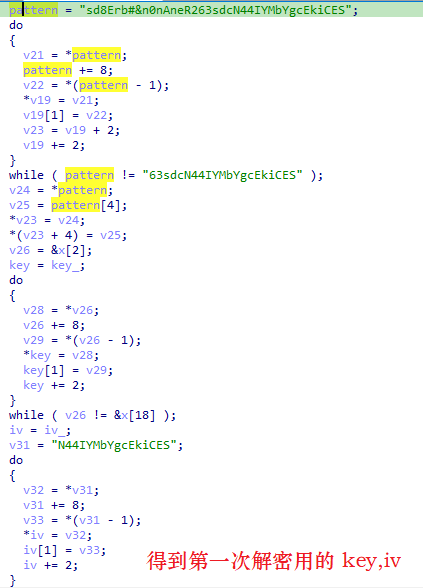 pattern = "sd8Erb#&n0nAneR263sdcN44IYMbYgcEkiCES";
do
{
v21 = *pattern;
pattern += 8;
v22 = *(pattern - 1);
*v19 = v21;
v19[1] = v22;
v23 = v19 + 2;
v19 += 2;
}
while ( pattern != "63sdcN44IYMbYgcEkiCES" );
v24 = *pattern;
v25 = pattern[4];
*v23 = v24;
*(v23 + 4) = v25;
v26 = &x[2];
key = key_;
do
{
v28 = *v26;
v26 += 8;
v29 = *(v26 - 1);
*key = v28;
key[1] = v29;
key += 2;
}
while ( v26 != &x[18] );
iv = iv_;
v31 = "N44IYMbYgcEkiCES";
do
{
v32 = *v31;
v31 += 8;
v33 = *(v31 - 1);
*iv = v32;
iv[1] = v33;
iv += 2;
}
得到第一次解密用的 key,iv